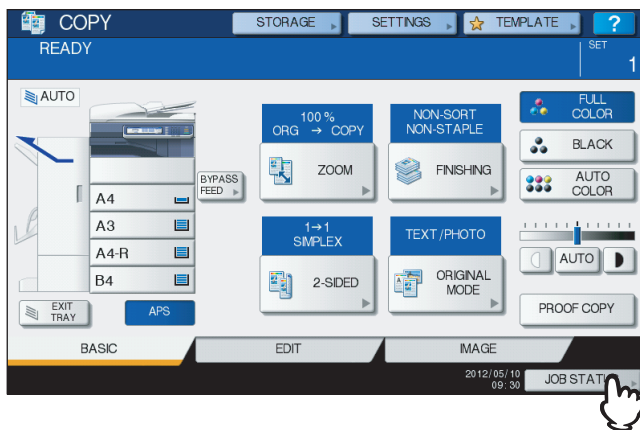 COPY
STORAGE
SETTINGS
TEMPLATE
?
READY
SET
1
AUTO
BYPASS
FEED
A4
A3
A4-R
B4
EXIT
TRAY
APS
100 %
ORG → COPY
ZOOM
NON-SORT
NON-STAPLE
FINISHING
1→1
SIMPLEX
2-SIDED
TEXT/PHOTO
ORIGINAL
MODE
FULL
COLOR
BLACK
AUTO
COLOR
AUTO
PROOF COPY
BASIC
EDIT
IMAGE
2012/05/10
09:30
JOB STAT